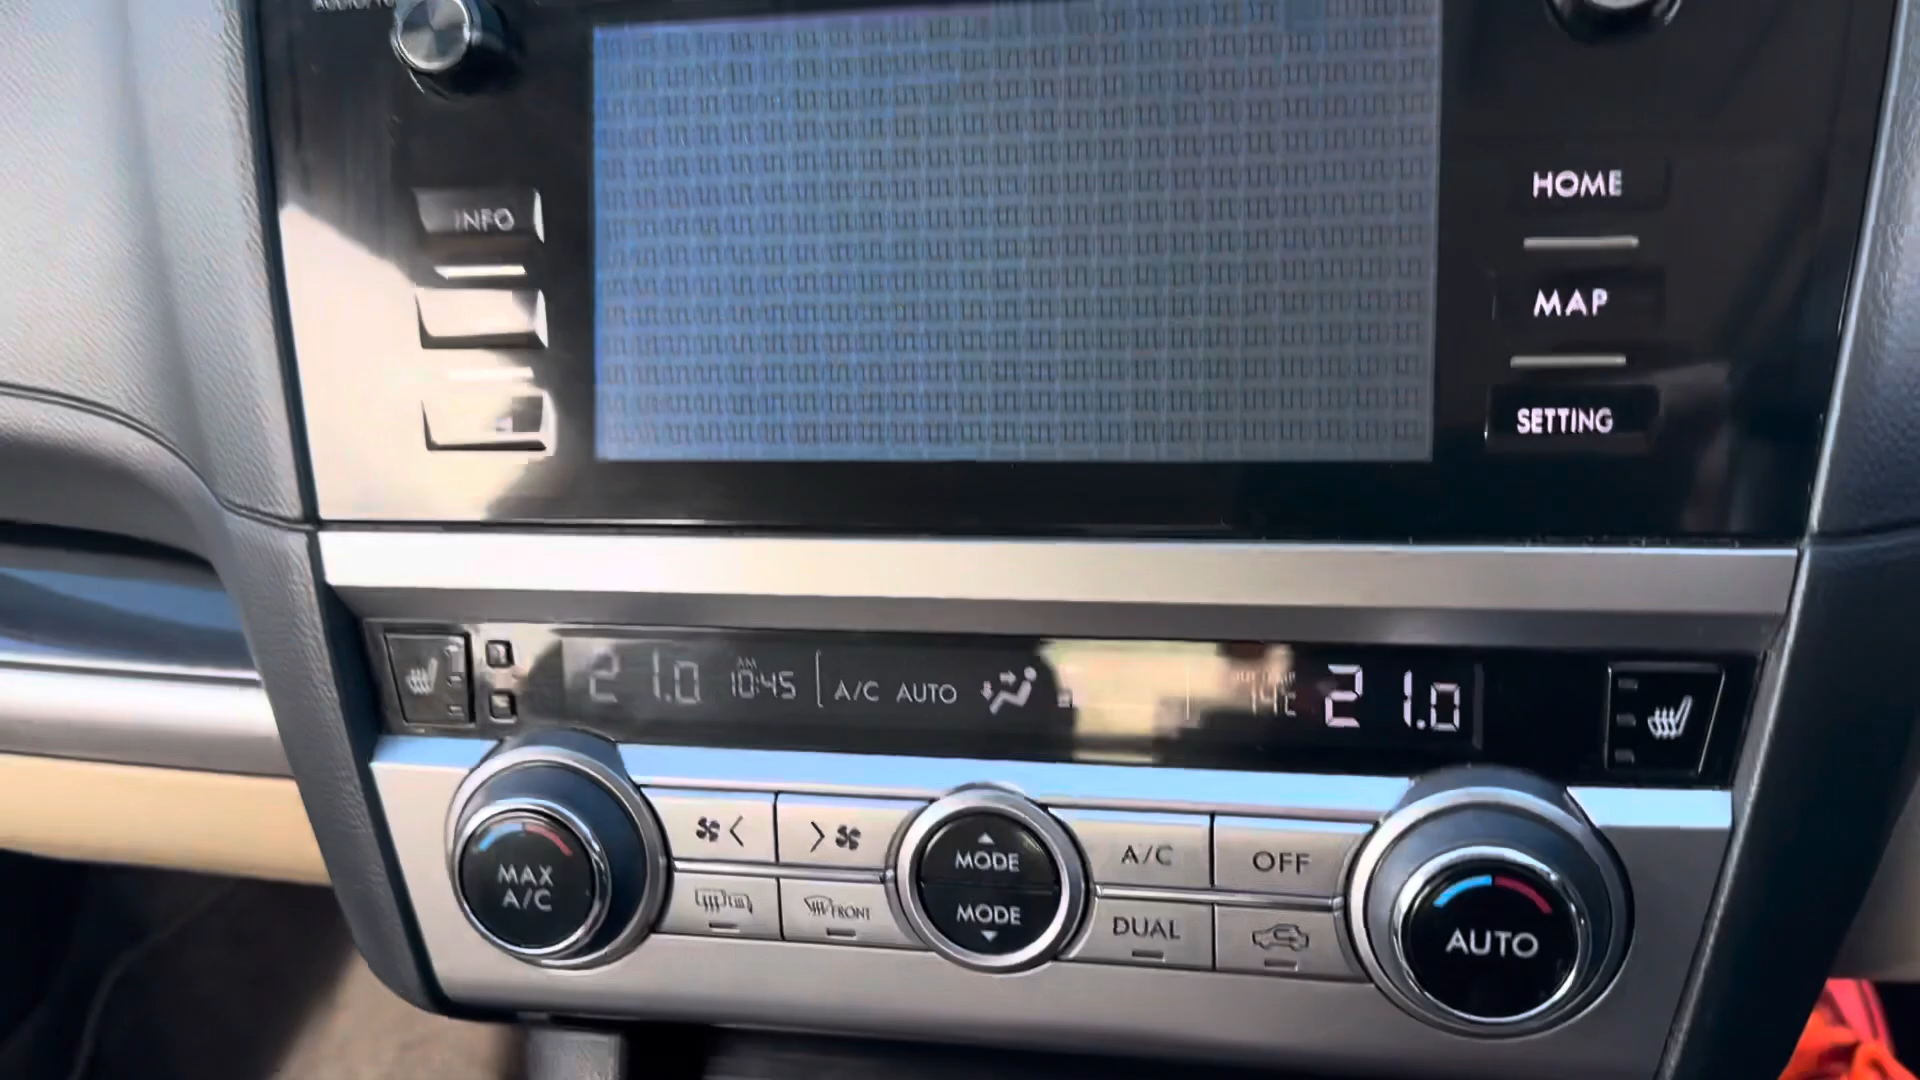 INFO
HOME
MAP
SETTING
21.0
AM
10:45
A/C AUTO
14c
21.0
MAX
A/C
MODE
MODE
A/C
OFF
FRONT
DUAL
AUTO